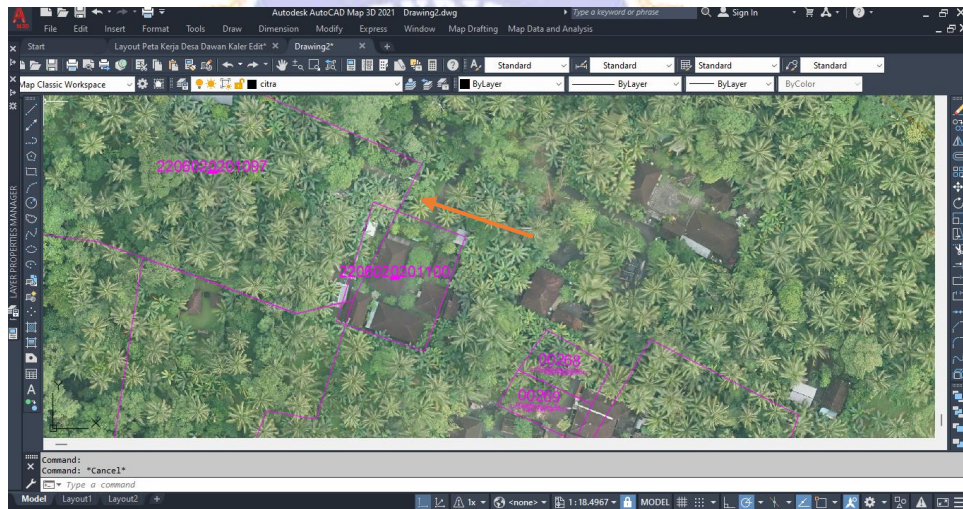 Autodesk AutoCAD Map 3D 2021 Drawing2.dwg
Type a keyword or phrase
Sign In
File Edit Insert Format Tools Draw Dimension Modify Express Window Map Drafting Map Data and Analysis
Start Layout Peta Kerja Desa Dawan Kaler Edit* Drawing2*
Standard Standard Standard Standard
Map Classic Workspace citra ByLayer ByLayer ByLayer ByColor
LAYER PROPERTIES MANAGER
00268
00269
Command:
Command: *Cancel*
Type a command
Model Layout1 Layout2 + 1x <none> 1:18.4967 MODEL